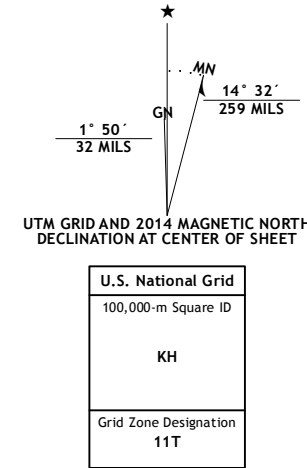 ★
MN
GN
1° 50´
32 MILS
14° 32´
259 MILS
UTM GRID AND 2014 MAGNETIC NORTH
DECLINATION AT CENTER OF SHEET
U.S. National Grid
100,000-m Square ID
KH
Grid Zone Designation
11T